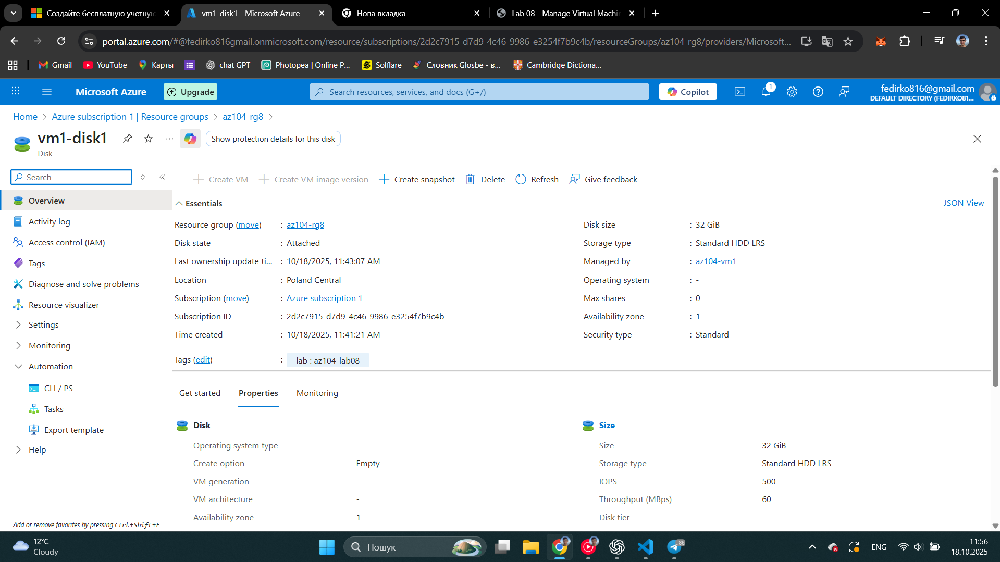 Создайте бесплатную учетную
vm1-disk1 - Microsoft Azure
Нова вкладка
Lab 08 - Manage Virtual Machin
portal.azure.com/#@fedirko816gmail.onmicrosoft.com/resource/subscriptions/2d2c7915-d7d9-4c46-9986-e3254f7b9c4b/resourceGroups/az104-rg8/providers/Microsoft...
Gmail
YouTube
Карты
chat GPT
Photopea | Online P...
Solflare
Словник Glosbe - в...
Cambridge Dictiona...
Microsoft Azure
Upgrade
Search resources, services, and docs (G+/)
Copilot
1
fedirko816@gmail.com
DEFAULT DIRECTORY (FEDIRKO81...
Home > Azure subscription 1 | Resource groups > az104-rg8 >
vm1-disk1
Disk
Show protection details for this disk
Search
Create VM
Create VM image version
Create snapshot
Delete
Refresh
Give feedback
Overview
Activity log
Access control (IAM)
Tags
Diagnose and solve problems
Resource visualizer
Settings
Monitoring
Automation
CLI / PS
Tasks
Export template
Help
Add or remove favorites by pressing Ctrl+Shift+F
Essentials
JSON View
Resource group (move) : az104-rg8
Disk state : Attached
Last ownership update ti... : 10/18/2025, 11:43:07 AM
Location : Poland Central
Subscription (move) : Azure subscription 1
Subscription ID : 2d2c7915-d7d9-4c46-9986-e3254f7b9c4b
Time created : 10/18/2025, 11:41:21 AM
Disk size : 32 GiB
Storage type : Standard HDD LRS
Managed by : az104-vm1
Operating system : -
Max shares : 0
Availability zone : 1
Security type : Standard
Tags (edit) : lab : az104-lab08
Get started
Properties
Monitoring
Disk
Operating system type -
Create option Empty
VM generation -
VM architecture -
Availability zone 1
Size
Size 32 GiB
Storage type Standard HDD LRS
IOPS 500
Throughput (MBps) 60
Disk tier -
12°C
Cloudy
Пошук
86
ENG
11:56
18.10.2025